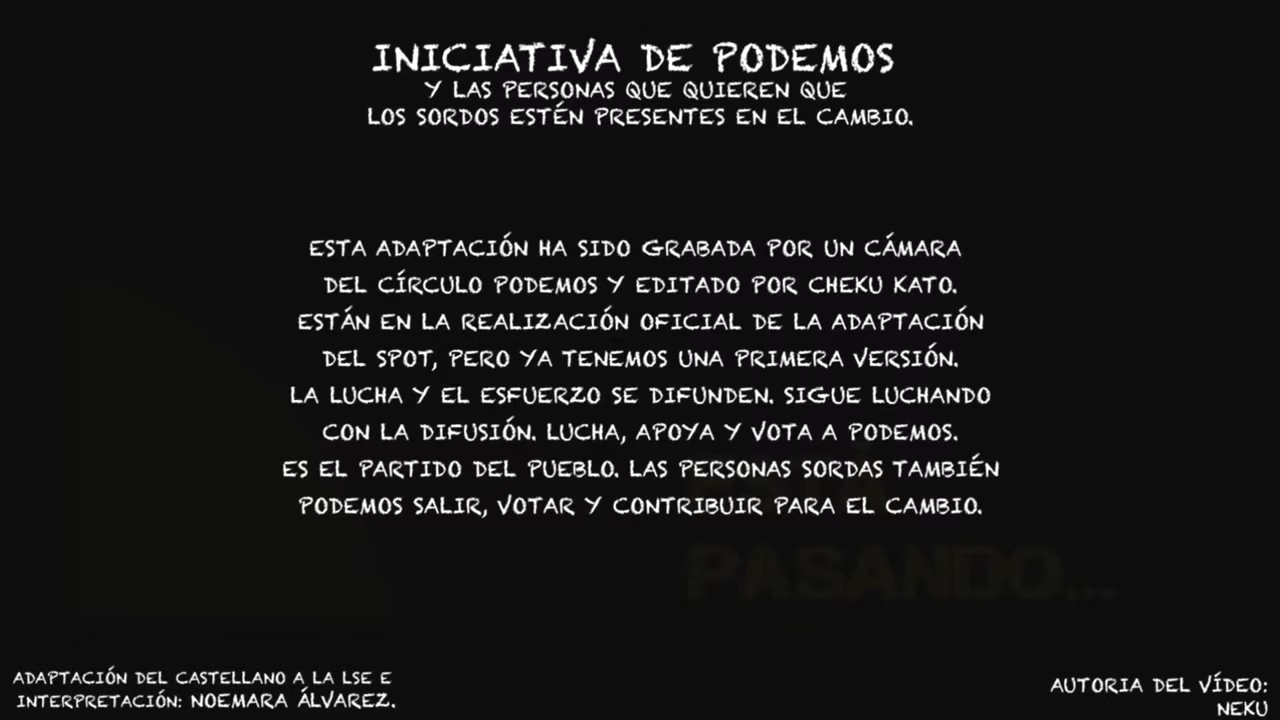 INICIATIVA DE PODEMOS
Y LAS PERSONAS QUE QUIEREN QUE
LOS SORDOS ESTÉN PRESENTES EN EL CAMBIO.
ESTA ADAPTACIÓN HA SIDO GRABADA POR UN CÁMARA
DEL CÍRCULO PODEMOS Y EDITADO POR CHEKU KATO.
ESTÁN EN LA REALIZACIÓN OFICIAL DE LA ADAPTACIÓN
DEL SPOT, PERO YA TENEMOS UNA PRIMERA VERSIÓN.
LA LUCHA Y EL ESFUERZO SE DIFUNDEN. SIGUE LUCHANDO
CON LA DIFUSIÓN. LUCHA, APOYA Y VOTA A PODEMOS.
ES EL PARTIDO DEL PUEBLO. LAS PERSONAS SORDAS TAMBIÉN
PODEMOS SALIR, VOTAR Y CONTRIBUIR PARA EL CAMBIO.
PASANDO...
ADAPTACIÓN DEL CASTELLANO A LA LSE E
INTERPRETACIÓN: NOEMARA ÁLVAREZ.
AUTORIA DEL VÍDEO:
NEKU